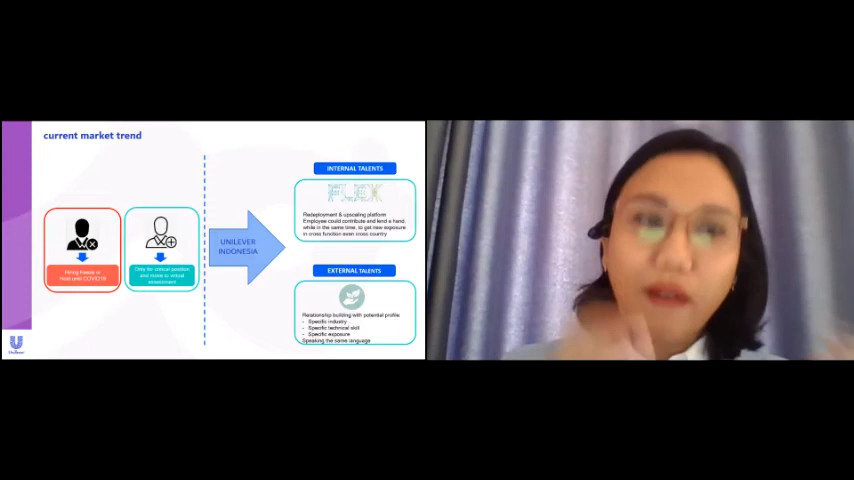 current market trend
Hiring freeze or
hold until COVID19
Only for critical position
and move to virtual
assessment
UNILEVER
INDONESIA
INTERNAL TALENTS
FLEX
Redeployment & upscaling platform
Employee could contribute and lend a hand,
while in the same time, to get new exposure
in cross function even cross country
EXTERNAL TALENTS
Relationship building with potential profile
- Specific industry
- Specific technical skill
- Specific exposure
Speaking the same language
Unilever